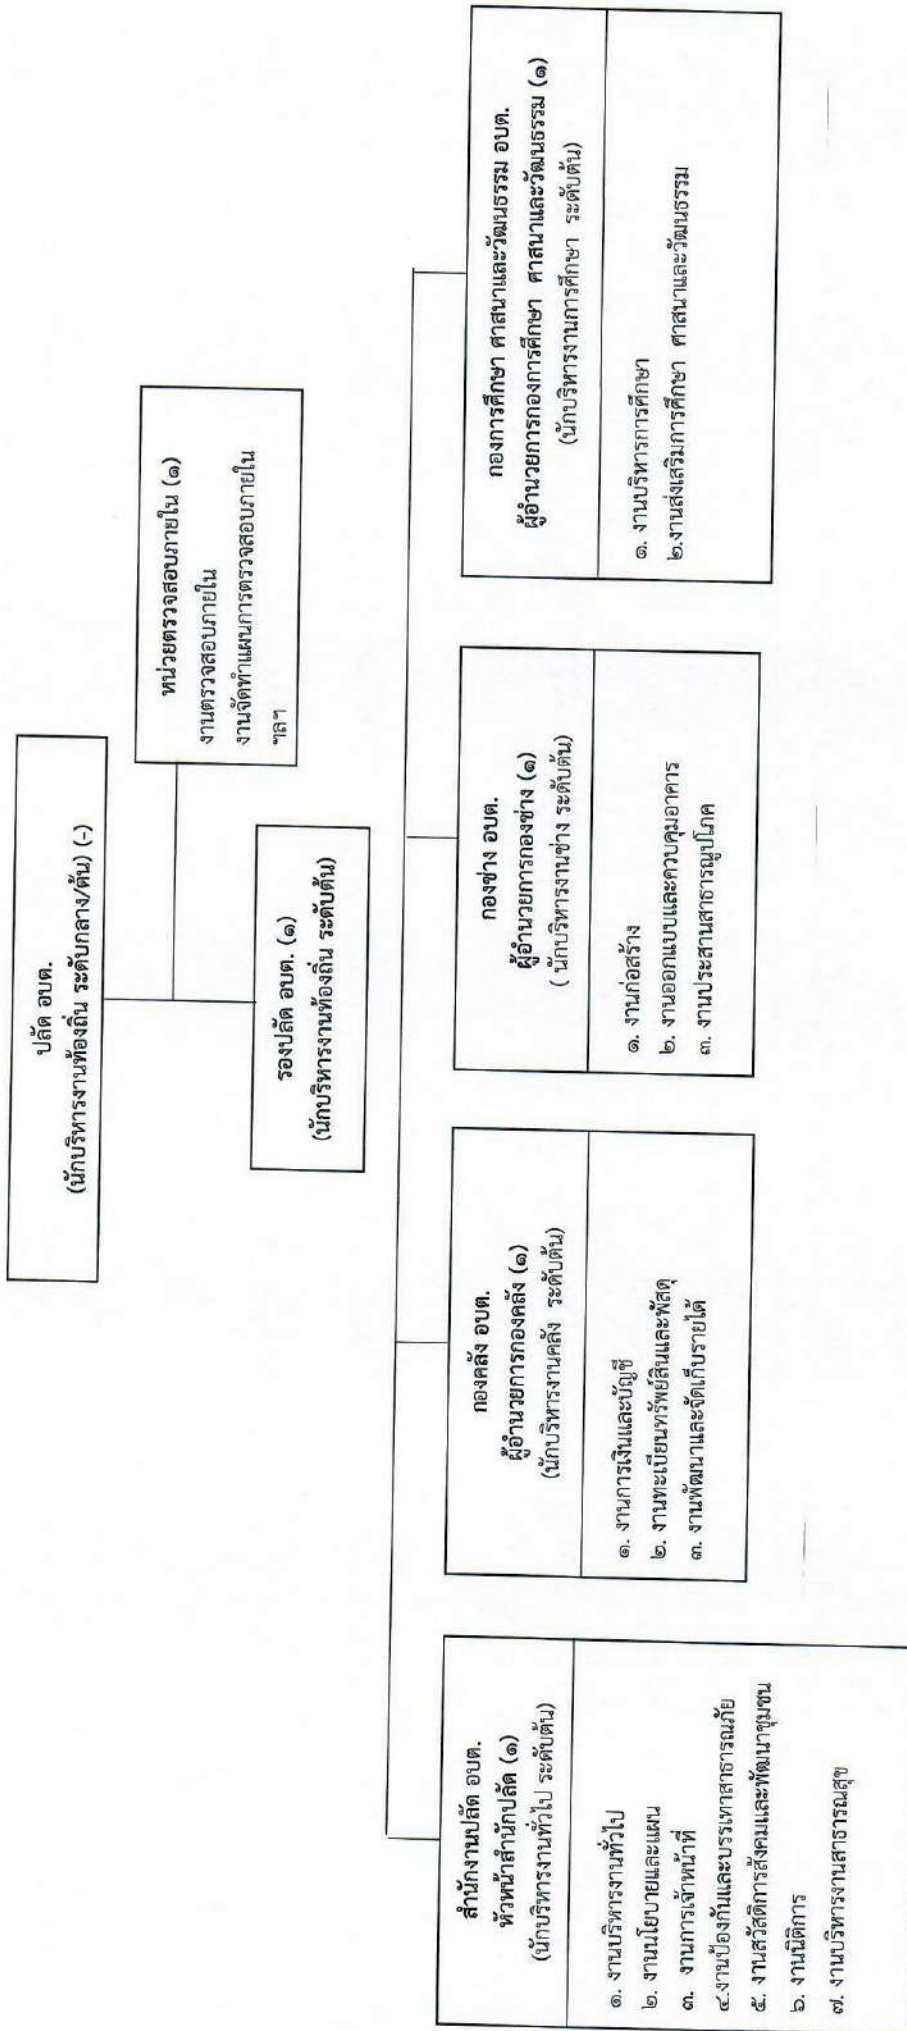 ปลัด อบต.
(นักบริหารงานท้องถิ่น ระดับกลาง/ต้น) (-)
หน่วยตรวจสอบภายใน (๑)
งานตรวจสอบภายใน
งานจัดทำแผนการตรวจสอบภายใน
ฯลฯ
รองปลัด อบต. (๑)
(นักบริหารงานท้องถิ่น ระดับต้น)
สำนักงานปลัด อบต.
หัวหน้าสำนักปลัด (๑)
(นักบริหารงานทั่วไป ระดับต้น)
๑. งานบริหารงานทั่วไป
๒. งานนโยบายและแผน
๓. งานการเจ้าหน้าที่
๔.งานป้องกันและบรรเทาสาธารณภัย
๕. งานสวัสดิการสังคมและพัฒนาชุมชน
๖. งานนิติการ
๗. งานบริหารงานสาธารณสุข
กองคลัง อบต.
ผู้อำนวยการกองคลัง (๑)
(นักบริหารงานคลัง ระดับต้น)
๑. งานการเงินและบัญชี
๒. งานทะเบียนทรัพย์สินและพัสดุ
๓. งานพัฒนาและจัดเก็บรายได้
กองช่าง อบต.
ผู้อำนวยการกองช่าง (๑)
( นักบริหารงานช่าง ระดับต้น)
๑. งานก่อสร้าง
๒. งานออกแบบและควบคุมอาคาร
๓. งานประสานสาธารณูปโภค
กองการศึกษา ศาสนาและวัฒนธรรม อบต.
ผู้อำนวยการกองการศึกษา ศาสนาและวัฒนธรรม (๑)
(นักบริหารงานการศึกษา ระดับต้น)
๑. งานบริหารการศึกษา
๒.งานส่งเสริมการศึกษา ศาสนาและวัฒนธรรม